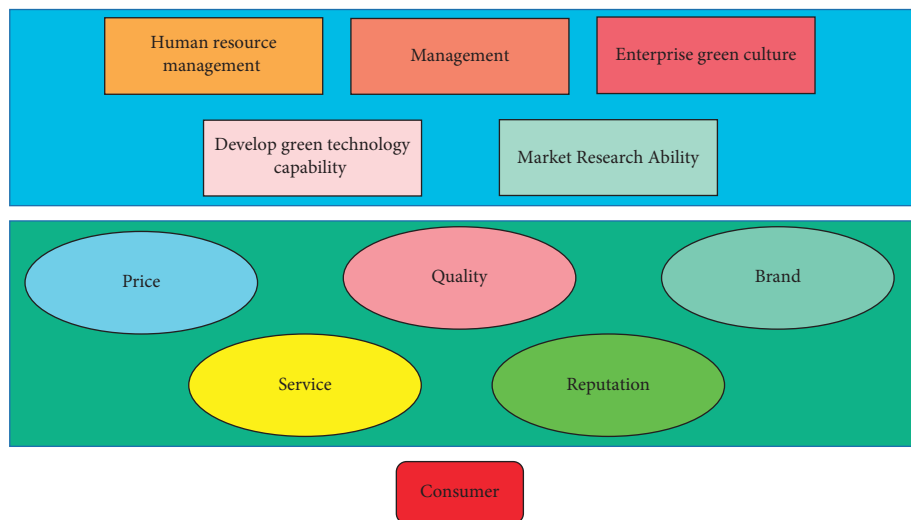 Human resource
management
Management
Enterprise green culture
Develop green technology
capability
Market Research Ability
Price
Quality
Brand
Service
Reputation
Consumer